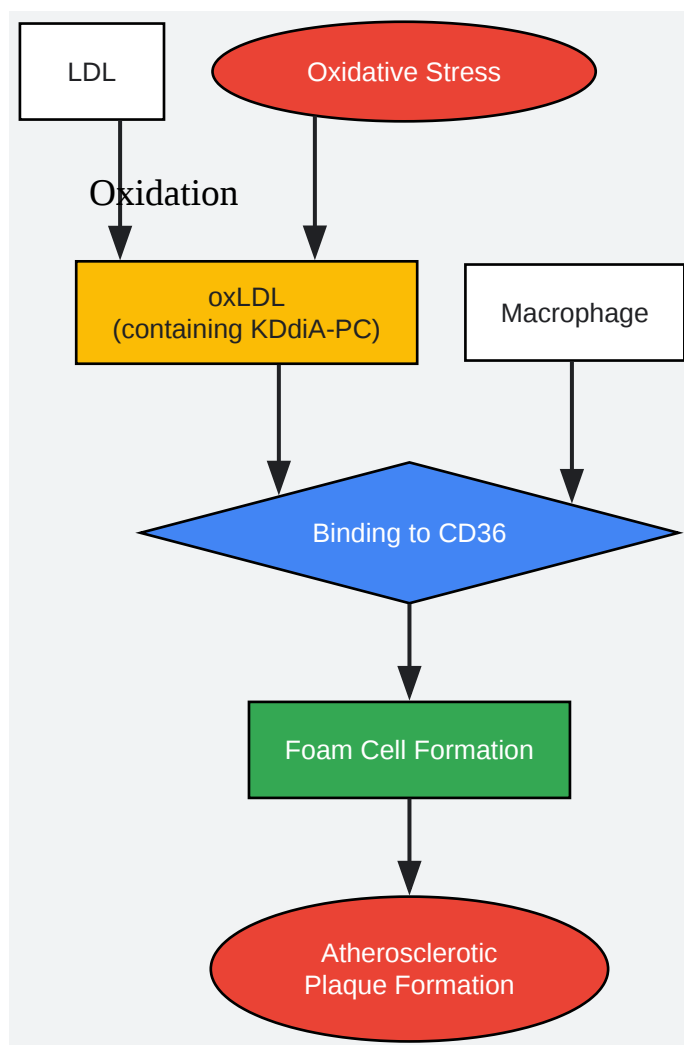 LDL
Oxidative Stress
Oxidation
oxLDL
(containing KDdiA-PC)
Macrophage
Binding to CD36
Foam Cell Formation
Atherosclerotic
Plaque Formation